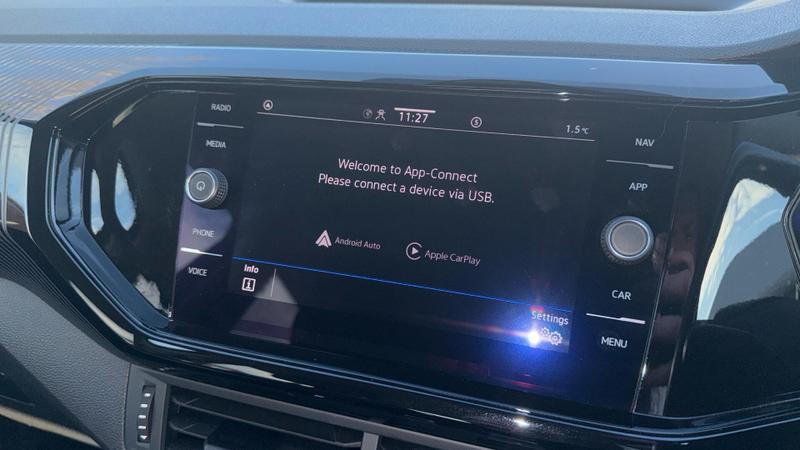 RADIO
MEDIA
PHONE
VOICE
11:27
1.5°C
Welcome to App-Connect
Please connect a device via USB.
Android Auto
Apple CarPlay
Info
Settings
NAV
APP
CAR
MENU